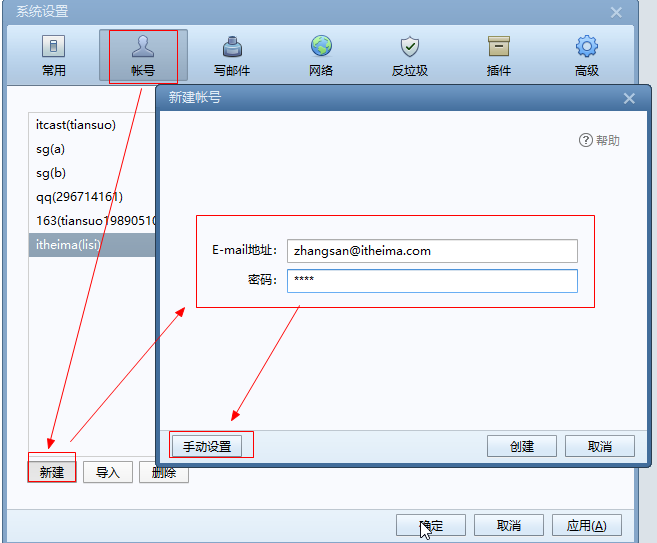 系统设置
常用
帐号
写邮件
网络
反垃圾
插件
高级
新建帐号
帮助
itcast(tiansuo)
sg(a)
sg(b)
qq(296714161)
163(tiansuo19890510
itheima(lisi)
E-mail地址: zhangsan@itheima.com
密码: ****
手动设置
创建
取消
新建
导入
删除
确定
取消
应用(A)